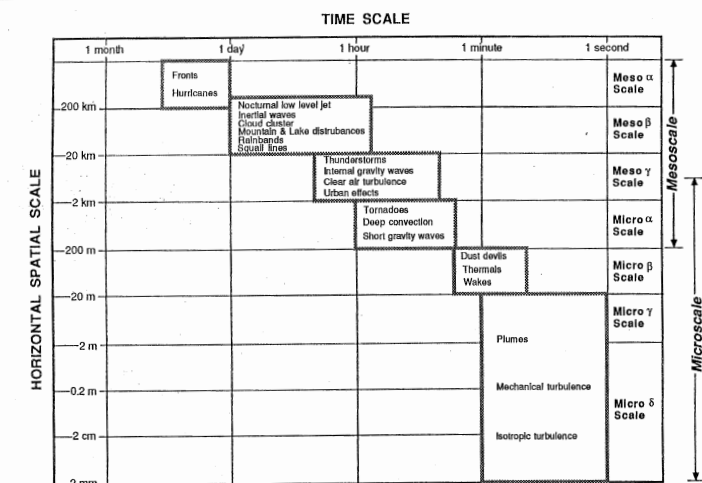 TIME SCALE
1 month 1 day 1 hour 1 minute 1 second
Fronts
Hurricanes
Meso α
Scale
200 km
Nocturnal low level jet
Inertial waves
Cloud cluster
Mountain & Lake distrubances
Rainbands
Squall lines
Meso β
Scale
20 km
Thunderstorms
Internal gravity waves
Clear air turbulence
Urban effects
Meso γ
Scale
2 km
Tornadoes
Deep convection
Short gravity waves
Micro α
Scale
200 m
Dust devils
Thermals
Wakes
Micro β
Scale
20 m
Micro γ
Scale
2 m
Plumes
0.2 m
Mechanical turbulence
Micro δ
Scale
2 cm
Isotropic turbulence
2 mm
HORIZONTAL SPATIAL SCALE
Mesoscale
Microscale